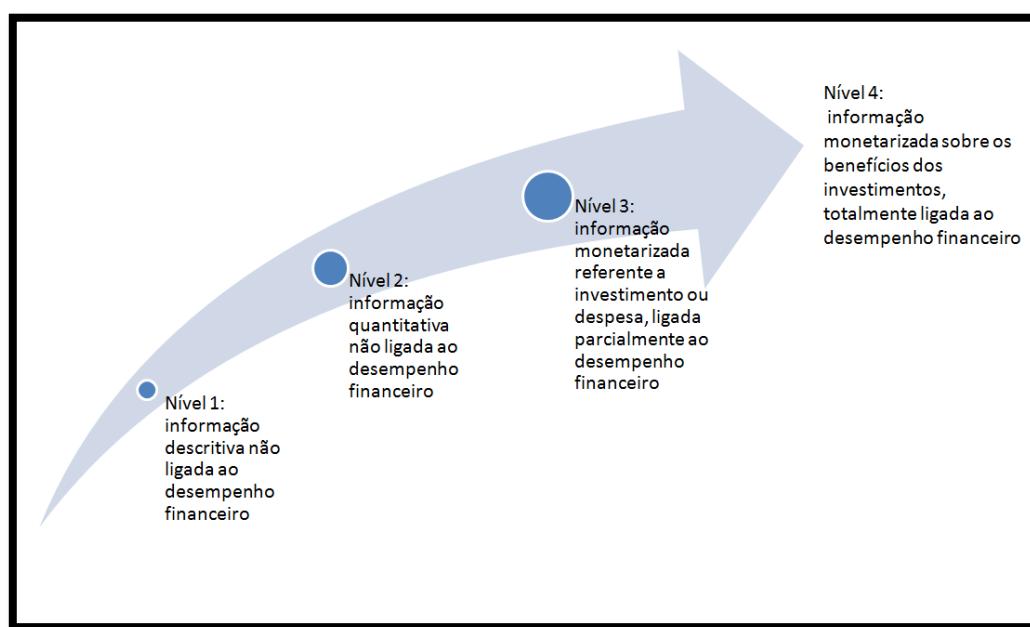 Nível 1:
informação
descritiva não
ligada ao
desempenho
financeiro
Nível 2:
informação
quantitativa
não ligada ao
desempenho
financeiro
Nível 3:
informação
monetarizada
referente a
investimento ou
despesa, ligada
parcialmente ao
desempenho
financeiro
Nível 4:
informação
monetarizada sobre os
benefícios dos
investimentos,
totalmente ligada ao
desempenho financeiro